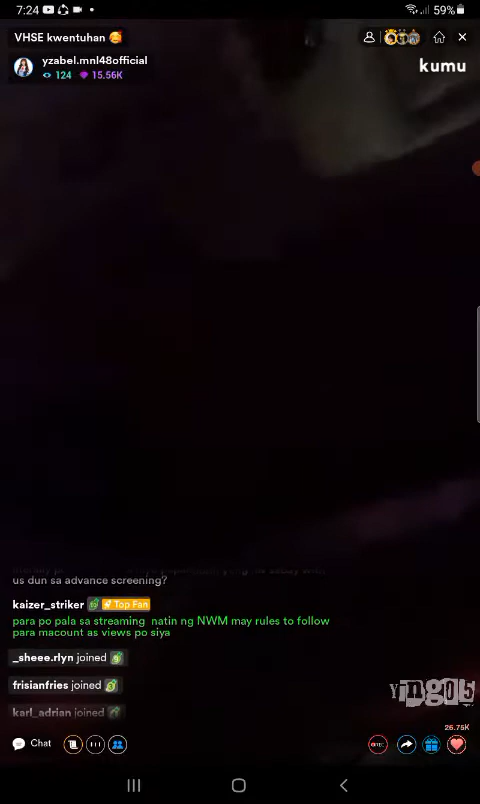 7:24
59%
VHSE kwentuhan 🥰
yzabel.mnl48official
124 15.56K
kumu
us dun sa advance screening?
kaizer_striker Top Fan
para po pala sa streaming natin ng NWM may rules to follow
para macount as views po siya
_sheee.rlyn joined
frisianfries joined
karl_adrian joined
Yingo5
25.75K
Chat